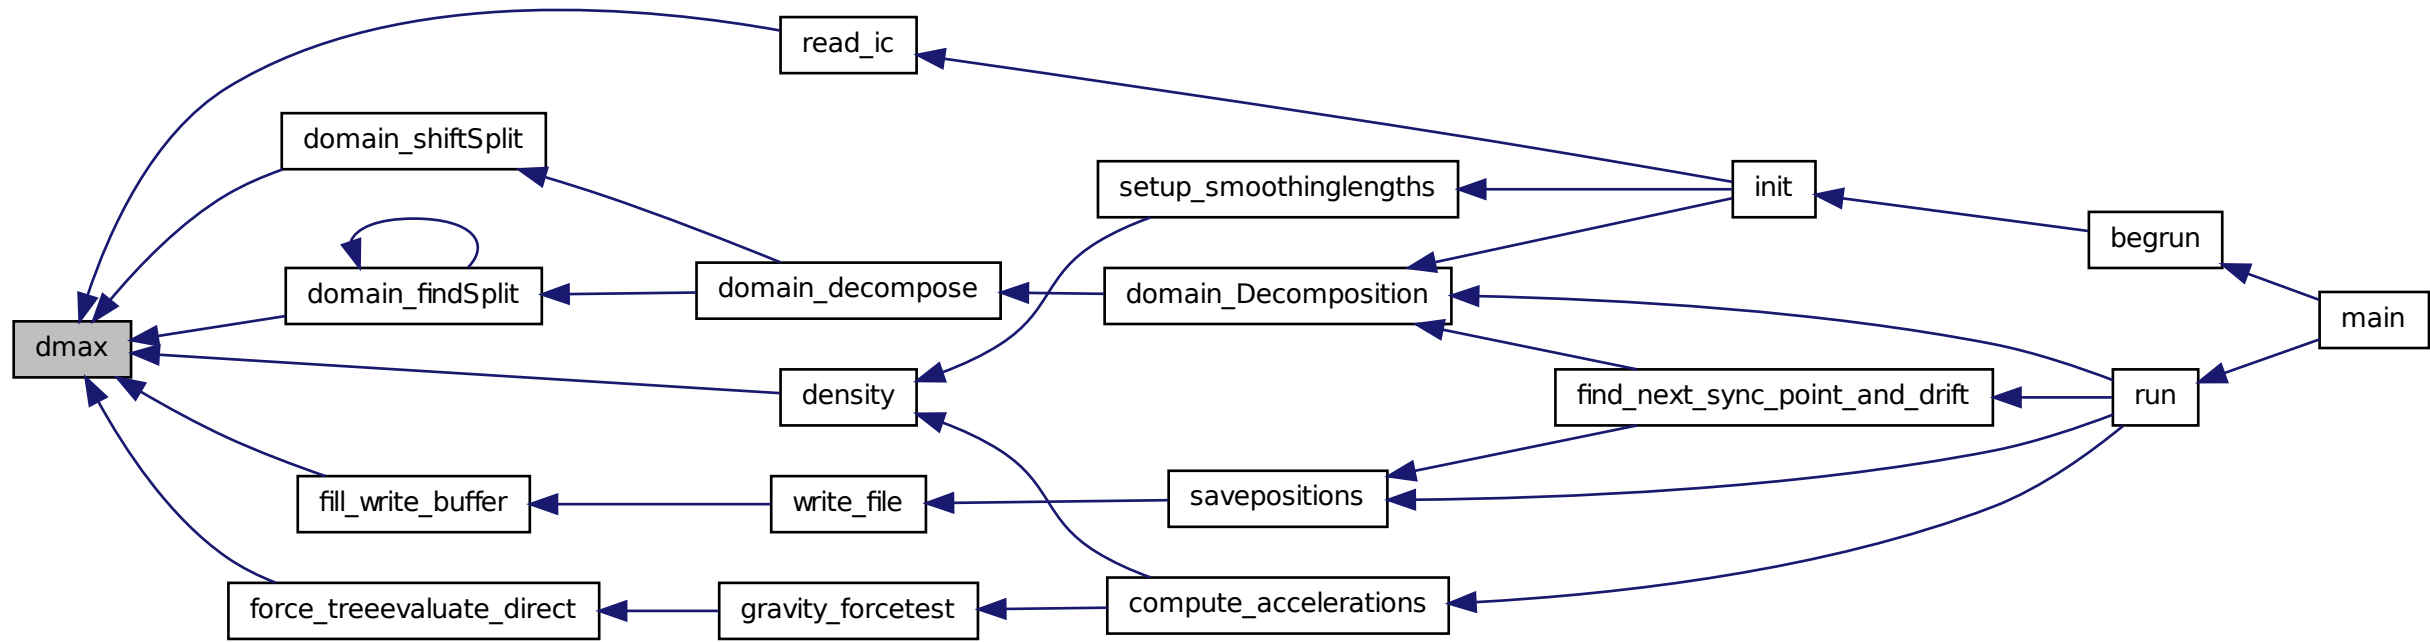 read_ic
domain_shiftSplit
setup_smoothinglengths
init
begrun
domain_findSplit
domain_decompose
domain_Decomposition
main
dmax
density
find_next_sync_point_and_drift
run
fill_write_buffer
write_file
savepositions
force_treeevaluate_direct
gravity_forcetest
compute_accelerations